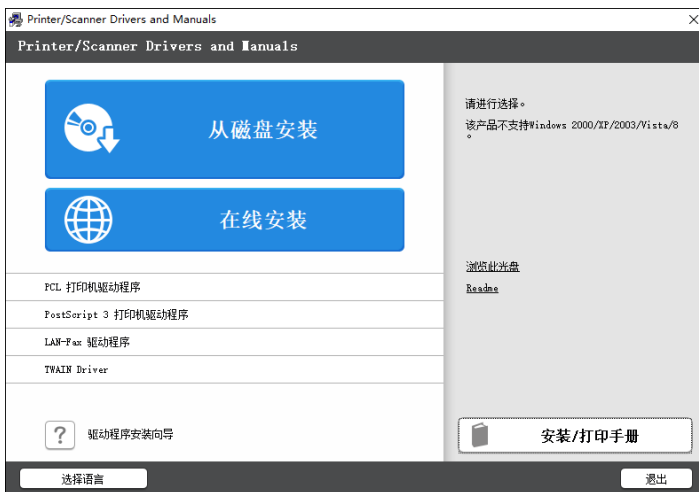 Printer/Scanner Drivers and Manuals
Printer/Scanner Drivers and Manuals
从磁盘安装
在线安装
PCL 打印机驱动程序
PostScript 3 打印机驱动程序
LAN-Fax 驱动程序
TWAIN Driver
? 驱动程序安装向导
请进行选择。
该产品不支持Windows 2000/XP/2003/Vista/8
。
浏览此光盘
Readme
安装/打印手册
选择语言
退出